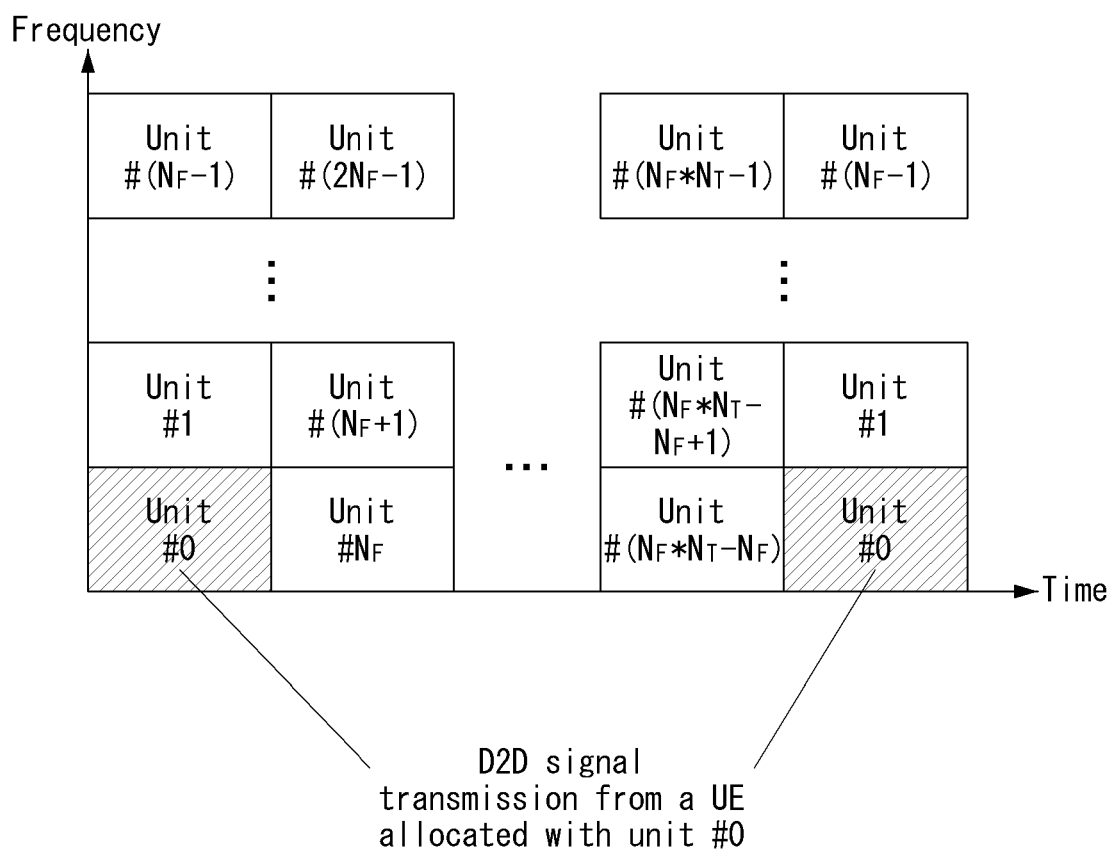 Frequency
Unit
#(NF-1)
Unit
#(2NF-1)
Unit
#(NF*NT-1)
Unit
#(NF-1)
Unit
#1
Unit
#(NF+1)
Unit
#(NF*NT-
NF+1)
Unit
#1
Unit
#0
Unit
#NF
Unit
#(NF*NT-NF)
Unit
#0
Time
D2D signal
transmission from a UE
allocated with unit #0